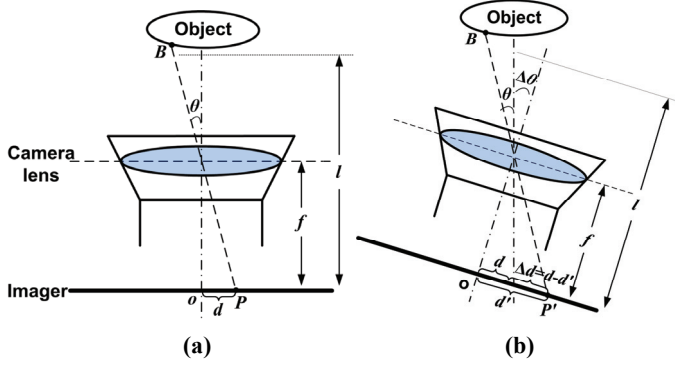 Object
B
θ
Camera
lens
l
f
Imager
o
P
d
(a)
Object
B
Δθ
θ
l
f
d
Δd=d-d'
o
d'
P'
(b)